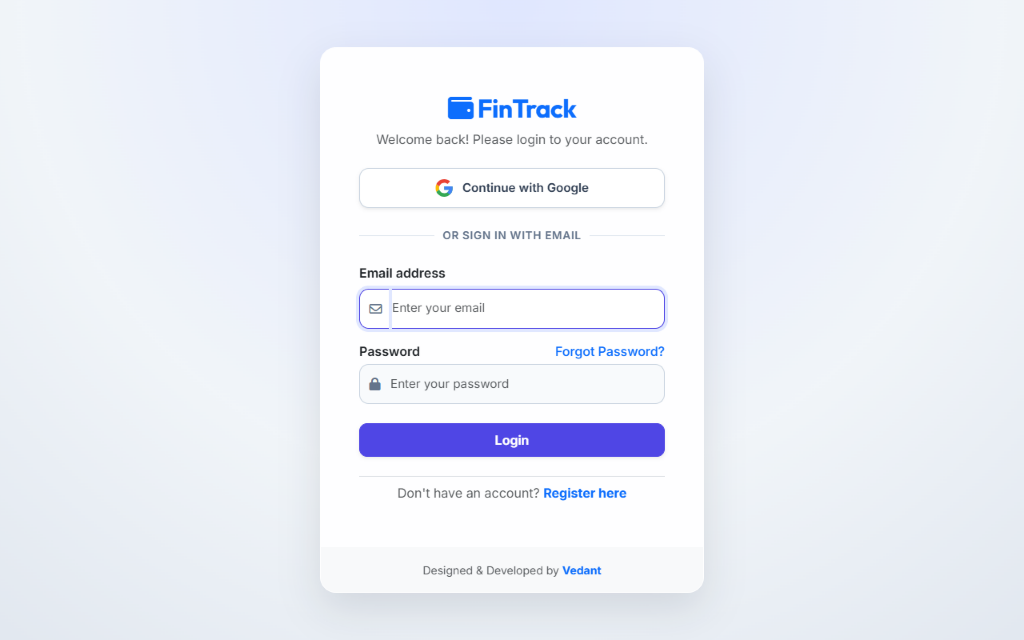 FinTrack
Welcome back! Please login to your account.
Continue with Google
OR SIGN IN WITH EMAIL
Email address
Enter your email
Password Forgot Password?
Enter your password
Login
Don't have an account? Register here
Designed & Developed by Vedant